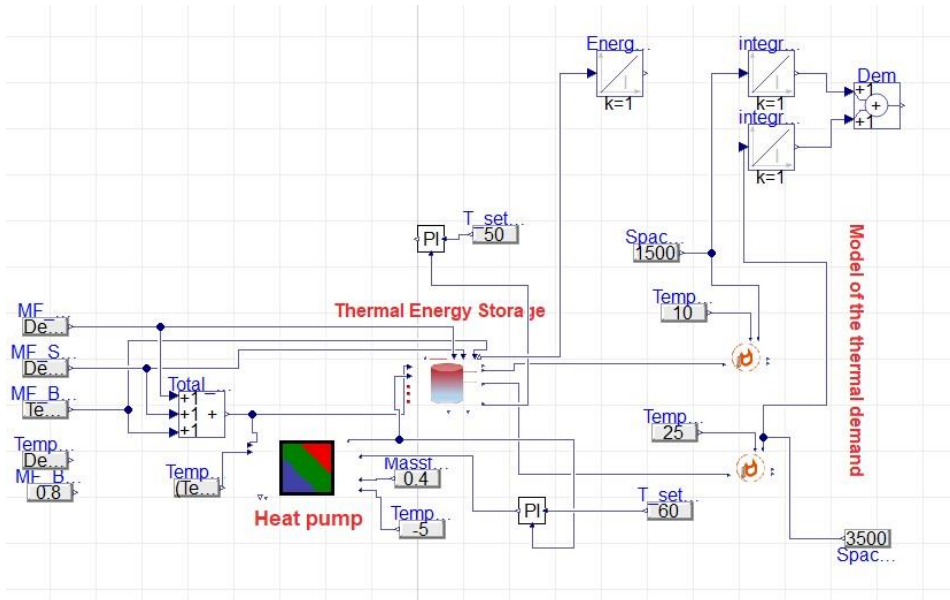 Energ...
k=1
integr...
k=1
Dem
+1
+
+1
integr...
k=1
T_set...
50
PI
Spac...
1500
Thermal Energy Storage
Temp...
10
Model of the thermal demand
MF_...
De...
MF_S...
De...
MF_B...
Te...
Total_...
+1
+1 +
+1
Temp...
De...
MF_B...
0.8
Temp...
(Te...
Heat pump
Massf...
0.4
Temp...
-5
PI
T_set...
60
Temp...
25
3500
Spac...